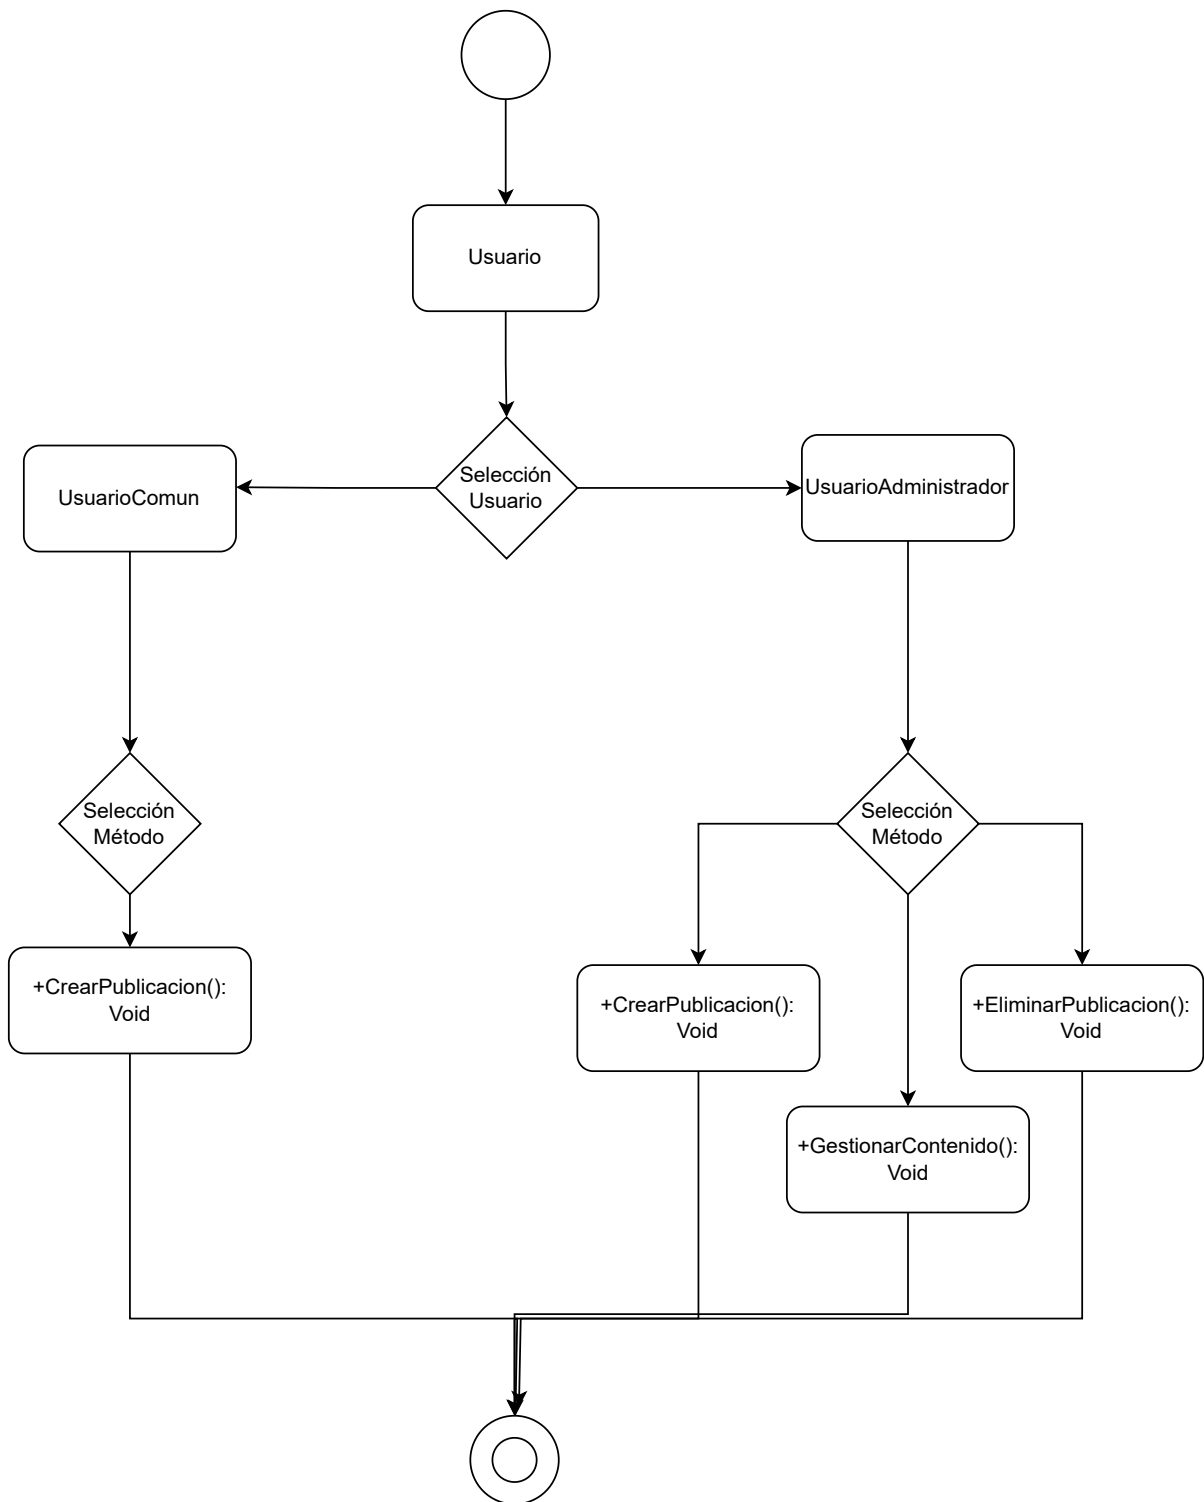 Usuario
Selección
Usuario
UsuarioComun
UsuarioAdministrador
Selección
Método
Selección
Método
+CrearPublicacion():
Void
+CrearPublicacion():
Void
+EliminarPublicacion():
Void
+GestionarContenido():
Void